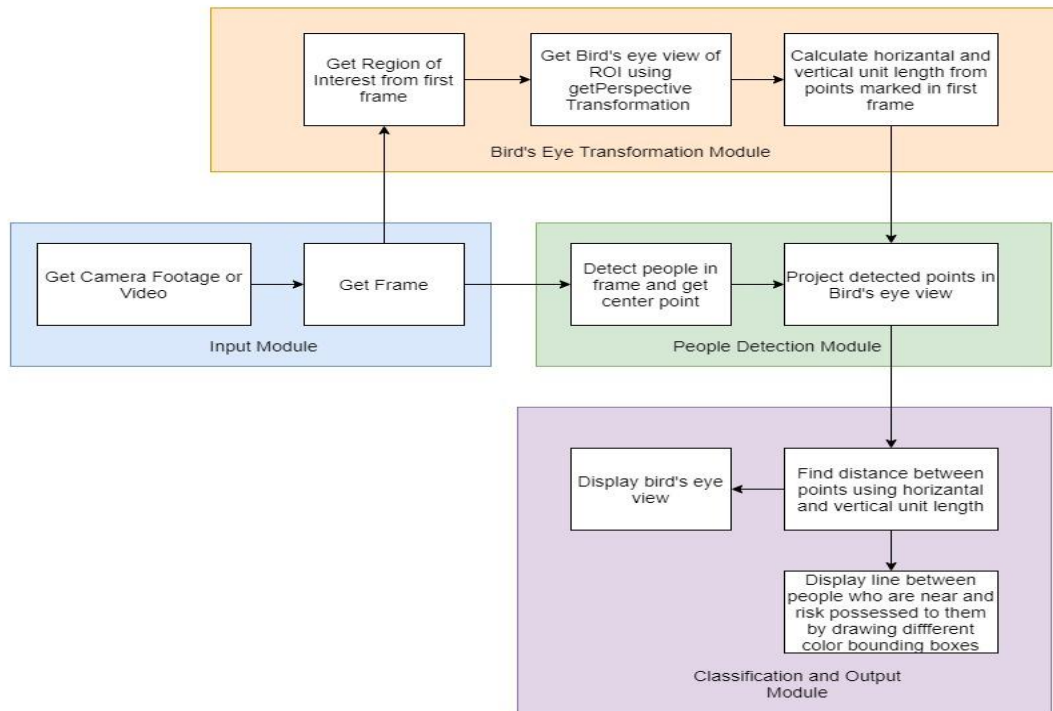 Get Region of
Interest from first
frame
Get Bird's eye view of
ROI using
getPerspective
Transformation
Calculate horizantal and
vertical unit length from
points marked in first
frame
Bird's Eye Transformation Module
Get Camera Footage or
Video
Get Frame
Input Module
Detect people in
frame and get
center point
Project detected points in
Bird's eye view
People Detection Module
Display bird's eye
view
Find distance between
points using horizantal
and vertical unit length
Display line between
people who are near and
risk possessed to them
by drawing diffferent
color bounding boxes
Classification and Output
Module